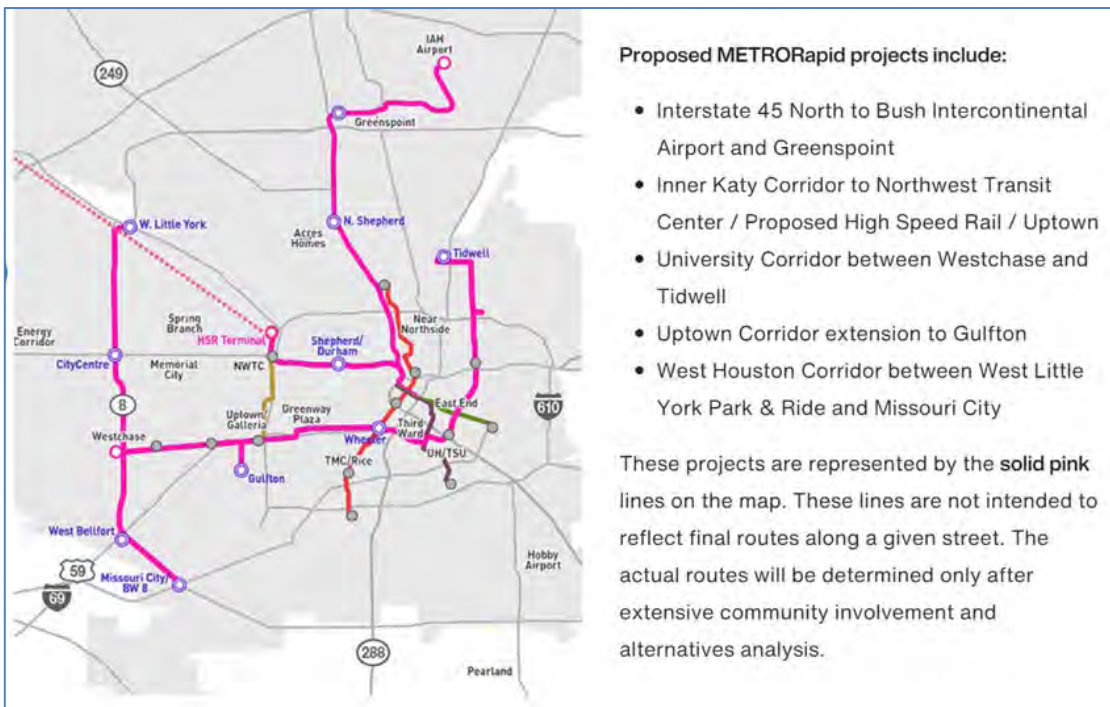 IAH
Airport
249
Greenspoint
W. Little York
N. Shepherd
Acres
Homes
Tidwell
Near
Northside
Spring
Branch
Energy
Corridor
HSR Terminal
Shepherd/
Durham
CityCentre
Memorial
City
NWTC
8
Uptown/
Galleria
Greenway
Plaza
East End
610
Third
Ward
Westchase
Wheeler
UH/TSU
TMC/Rice
Gulfton
West Bellfort
Hobby
Airport
59
Missouri City/
BW 8
69
288
Pearland
Proposed METRORapid projects include:
• Interstate 45 North to Bush Intercontinental
Airport and Greenspoint
• Inner Katy Corridor to Northwest Transit
Center / Proposed High Speed Rail / Uptown
• University Corridor between Westchase and
Tidwell
• Uptown Corridor extension to Gulfton
• West Houston Corridor between West Little
York Park & Ride and Missouri City
These projects are represented by the solid pink
lines on the map. These lines are not intended to
reflect final routes along a given street. The
actual routes will be determined only after
extensive community involvement and
alternatives analysis.